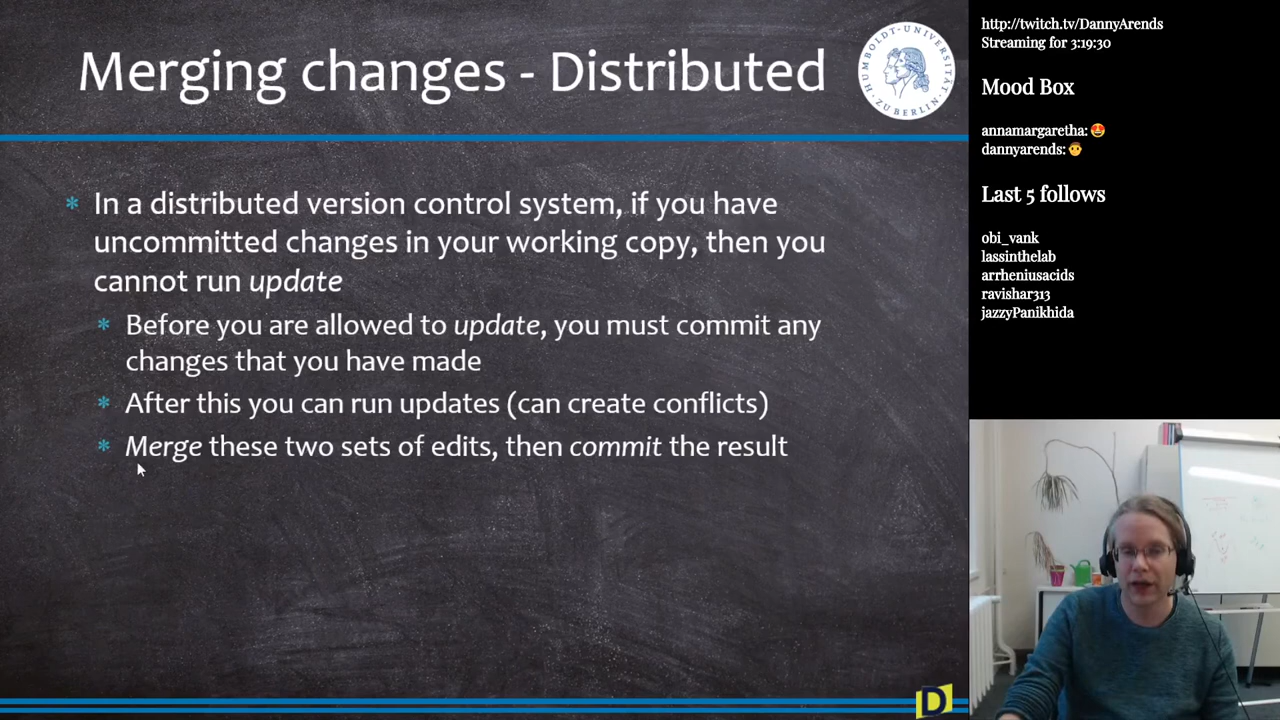 Merging changes - Distributed
HUMBOLDT-UNIVERSITÄT ZU BERLIN
* In a distributed version control system, if you have
uncommitted changes in your working copy, then you
cannot run update
* Before you are allowed to update, you must commit any
changes that you have made
* After this you can run updates (can create conflicts)
* Merge these two sets of edits, then commit the result
D
http://twitch.tv/DannyArends
Streaming for 3:19:30
Mood Box
annamargaretha: 😍
dannyarends: 👨
Last 5 follows
obi_vank
lassinthelab
arrheniusacids
ravishar313
jazzyPanikhida